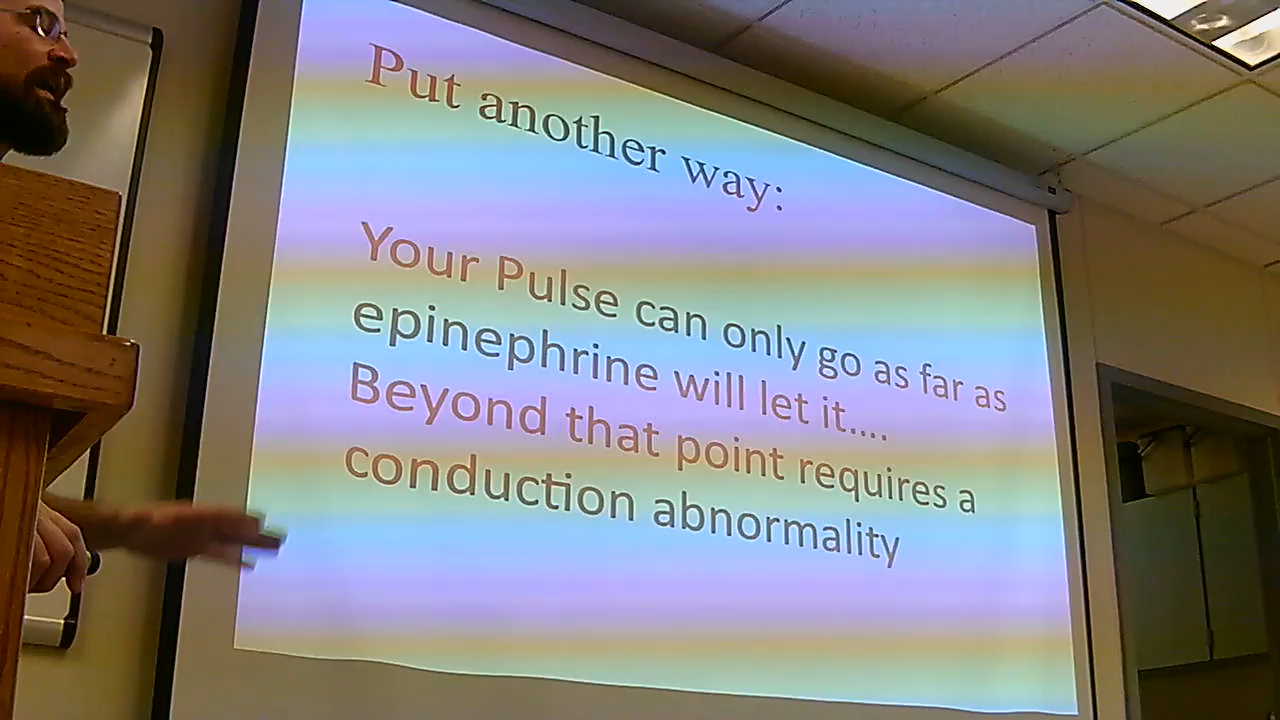 Put another way:
Your Pulse can only go as far as
epinephrine will let it....
Beyond that point requires a
conduction abnormality